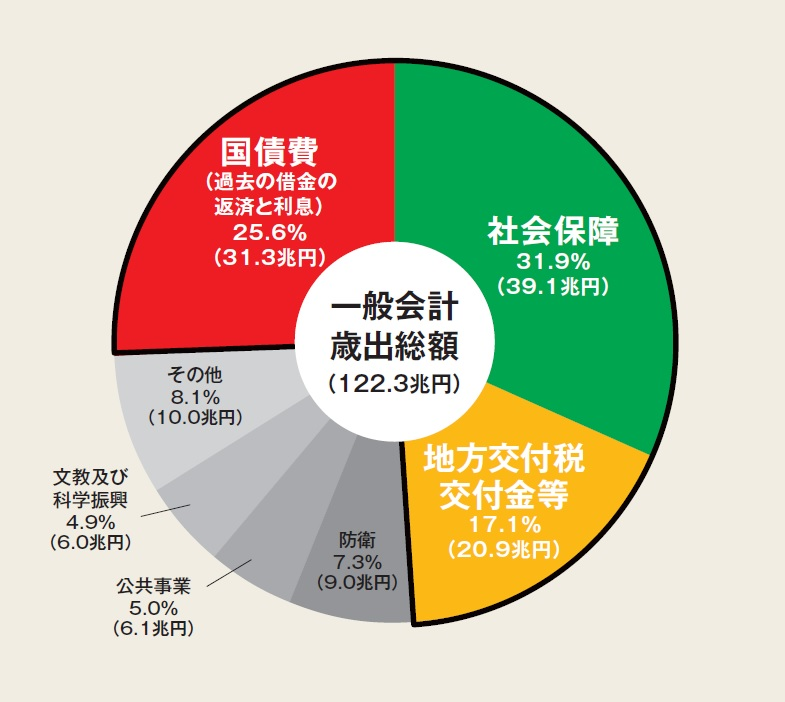 一般会計
歳出総額
（122.3兆円）
社会保障
31.9%
（39.1兆円）
地方交付税
交付金等
17.1%
（20.9兆円）
防衛
7.3%
（9.0兆円）
公共事業
5.0%
（6.1兆円）
文教及び
科学振興
4.9%
（6.0兆円）
その他
8.1%
（10.0兆円）
国債費
（過去の借金の
返済と利息）
25.6%
（31.3兆円）